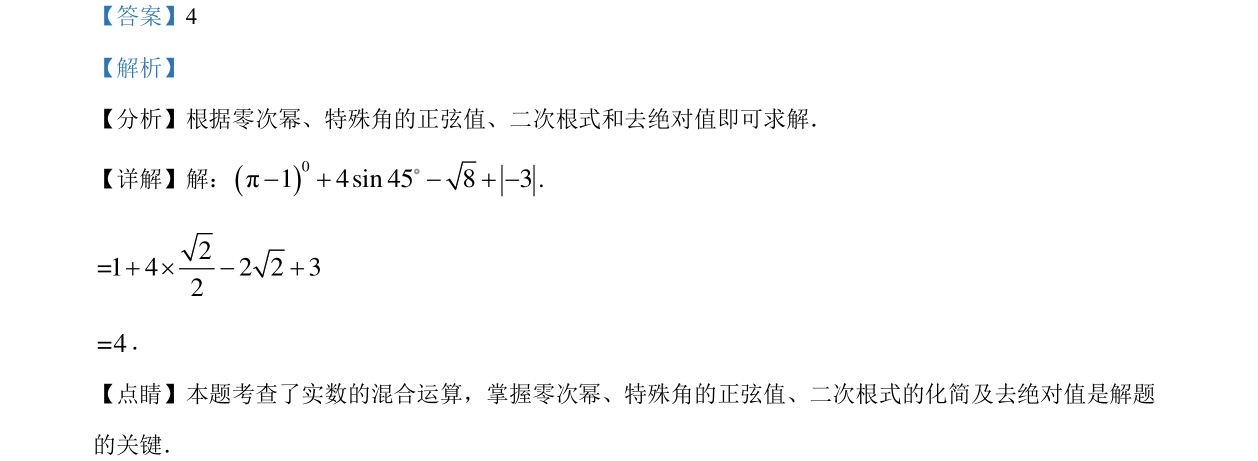 【答案】4
【解析】
【分析】根据零次幂、特殊角的正弦值、二次根式和去绝对值即可求解．
【详解】解：(π−1)⁰+4sin45°−√8+|−3|．
=1+4×√2/2−2√2+3
=4．
【点睛】本题考查了实数的混合运算，掌握零次幂、特殊角的正弦值、二次根式的化简及去绝对值是解题
的关键．